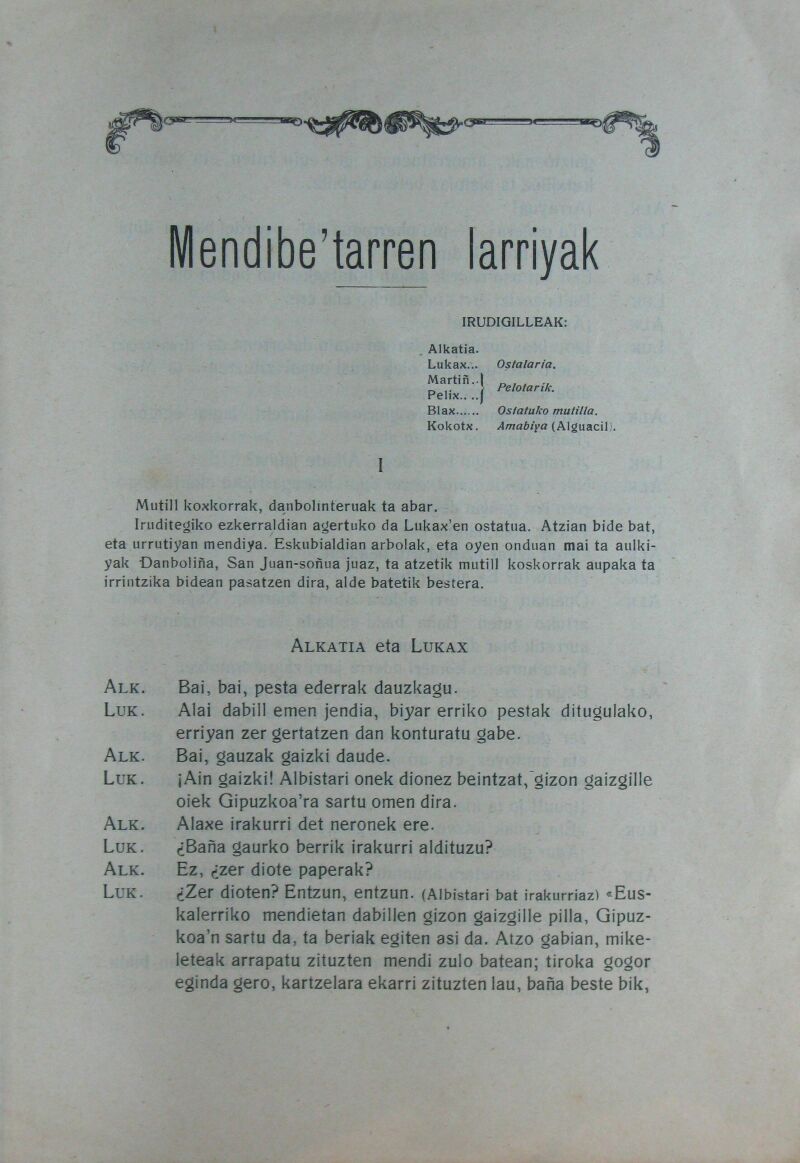 Mendibe'tarren larriyak
IRUDIGILLEAK:
Alkatia.
Lukax... Ostalaria.
Martiñ..
Pelotarik.
Pelix.. ..
Blax...... Ostatuko mutilla.
Kokotx. Amabiya (Alguacil).
I
Mutill koxkorrak, danbolinteruak ta abar.
Iruditegiko ezkerraldian agertuko da Lukax'en ostatua. Atzian bide bat,
eta urrutiyan mendiya. Eskubialdian arbolak, eta oyen onduan mai ta aulki-
yak Danboliña, San Juan-soñua juaz, ta atzetik mutill koskorrak aupaka ta
irrintzika bidean pasatzen dira, alde batetik bestera.
ALKATIA eta LUKAX
ALK. Bai, bai, pesta ederrak dauzkagu.
LUK. Alai dabill emen jendia, biyar erriko pestak ditugulako,
erriyan zer gertatzen dan konturatu gabe.
ALK. Bai, gauzak gaizki daude.
LUK. ¡Ain gaizki! Albistari onek dionez beintzat, gizon gaizgille
oiek Gipuzkoa'ra sartu omen dira.
ALK. Alaxe irakurri det neronek ere.
LUK. ¿Baña gaurko berrik irakurri aldituzu?
ALK. Ez, ¿zer diote paperak?
LUK. ¿Zer dioten? Entzun, entzun. (Albistari bat irakurriaz) «Eus-
kalerriko mendietan dabillen gizon gaizgille pilla, Gipuz-
koa'n sartu da, ta beriak egiten asi da. Atzo gabian, mike-
leteak arrapatu zituzten mendi zulo batean; tiroka gogor
eginda gero, kartzelara ekarri zituzten lau, baña beste bik,